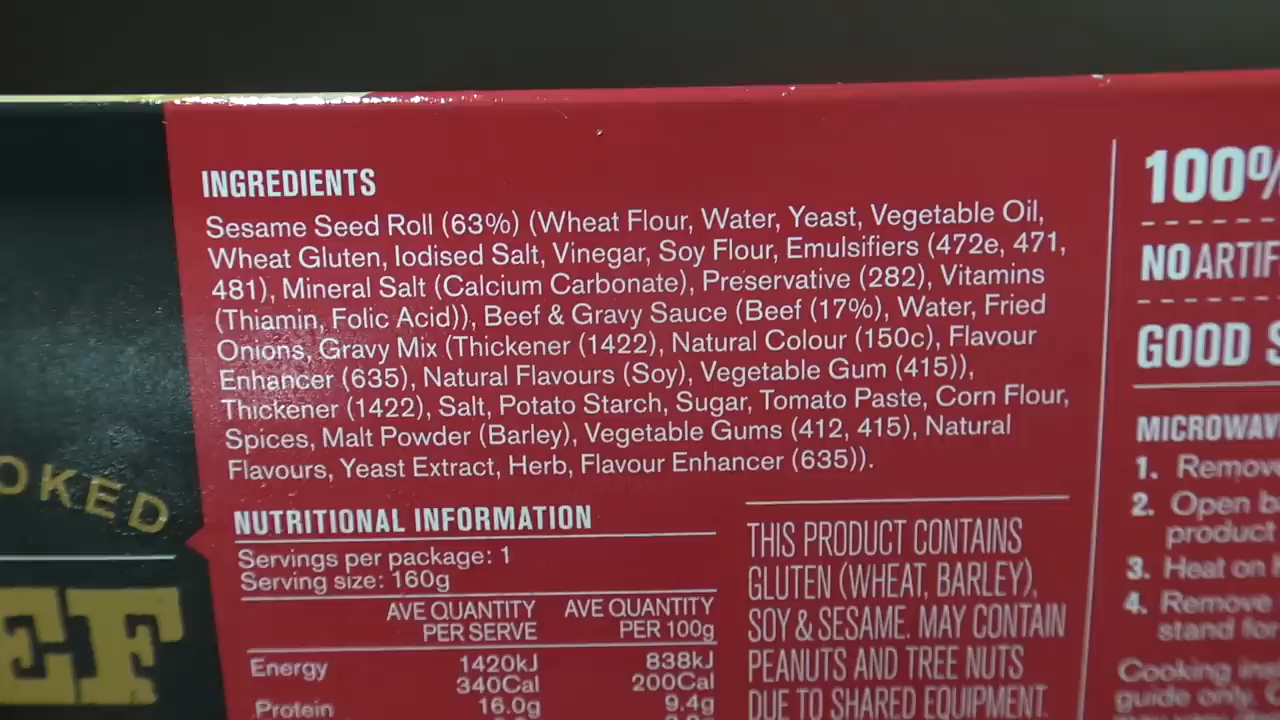 INGREDIENTS
Sesame Seed Roll (63%) (Wheat Flour, Water, Yeast, Vegetable Oil,
Wheat Gluten, Iodised Salt, Vinegar, Soy Flour, Emulsifiers (472e, 471,
481), Mineral Salt (Calcium Carbonate), Preservative (282), Vitamins
(Thiamin, Folic Acid)), Beef & Gravy Sauce (Beef (17%), Water, Fried
Onions, Gravy Mix (Thickener (1422), Natural Colour (150c), Flavour
Enhancer (635), Natural Flavours (Soy), Vegetable Gum (415)),
Thickener (1422), Salt, Potato Starch, Sugar, Tomato Paste, Corn Flour,
Spices, Malt Powder (Barley), Vegetable Gums (412, 415), Natural
Flavours, Yeast Extract, Herb, Flavour Enhancer (635)).
NUTRITIONAL INFORMATION
Servings per package: 1
Serving size: 160g
AVE QUANTITY AVE QUANTITY
PER SERVE PER 100g
Energy 1420kJ 838kJ
340Cal 200Cal
Protein 16.0g 9.4g
THIS PRODUCT CONTAINS
GLUTEN (WHEAT, BARLEY),
SOY & SESAME. MAY CONTAIN
PEANUTS AND TREE NUTS
DUE TO SHARED EQUIPMENT.
100%
NO ARTIF
GOOD S
MICROWAV
1. Remov
2. Open b
product
3. Heat on
4. Remove
stand for
Cooking ins
guide only.
OKED
EF